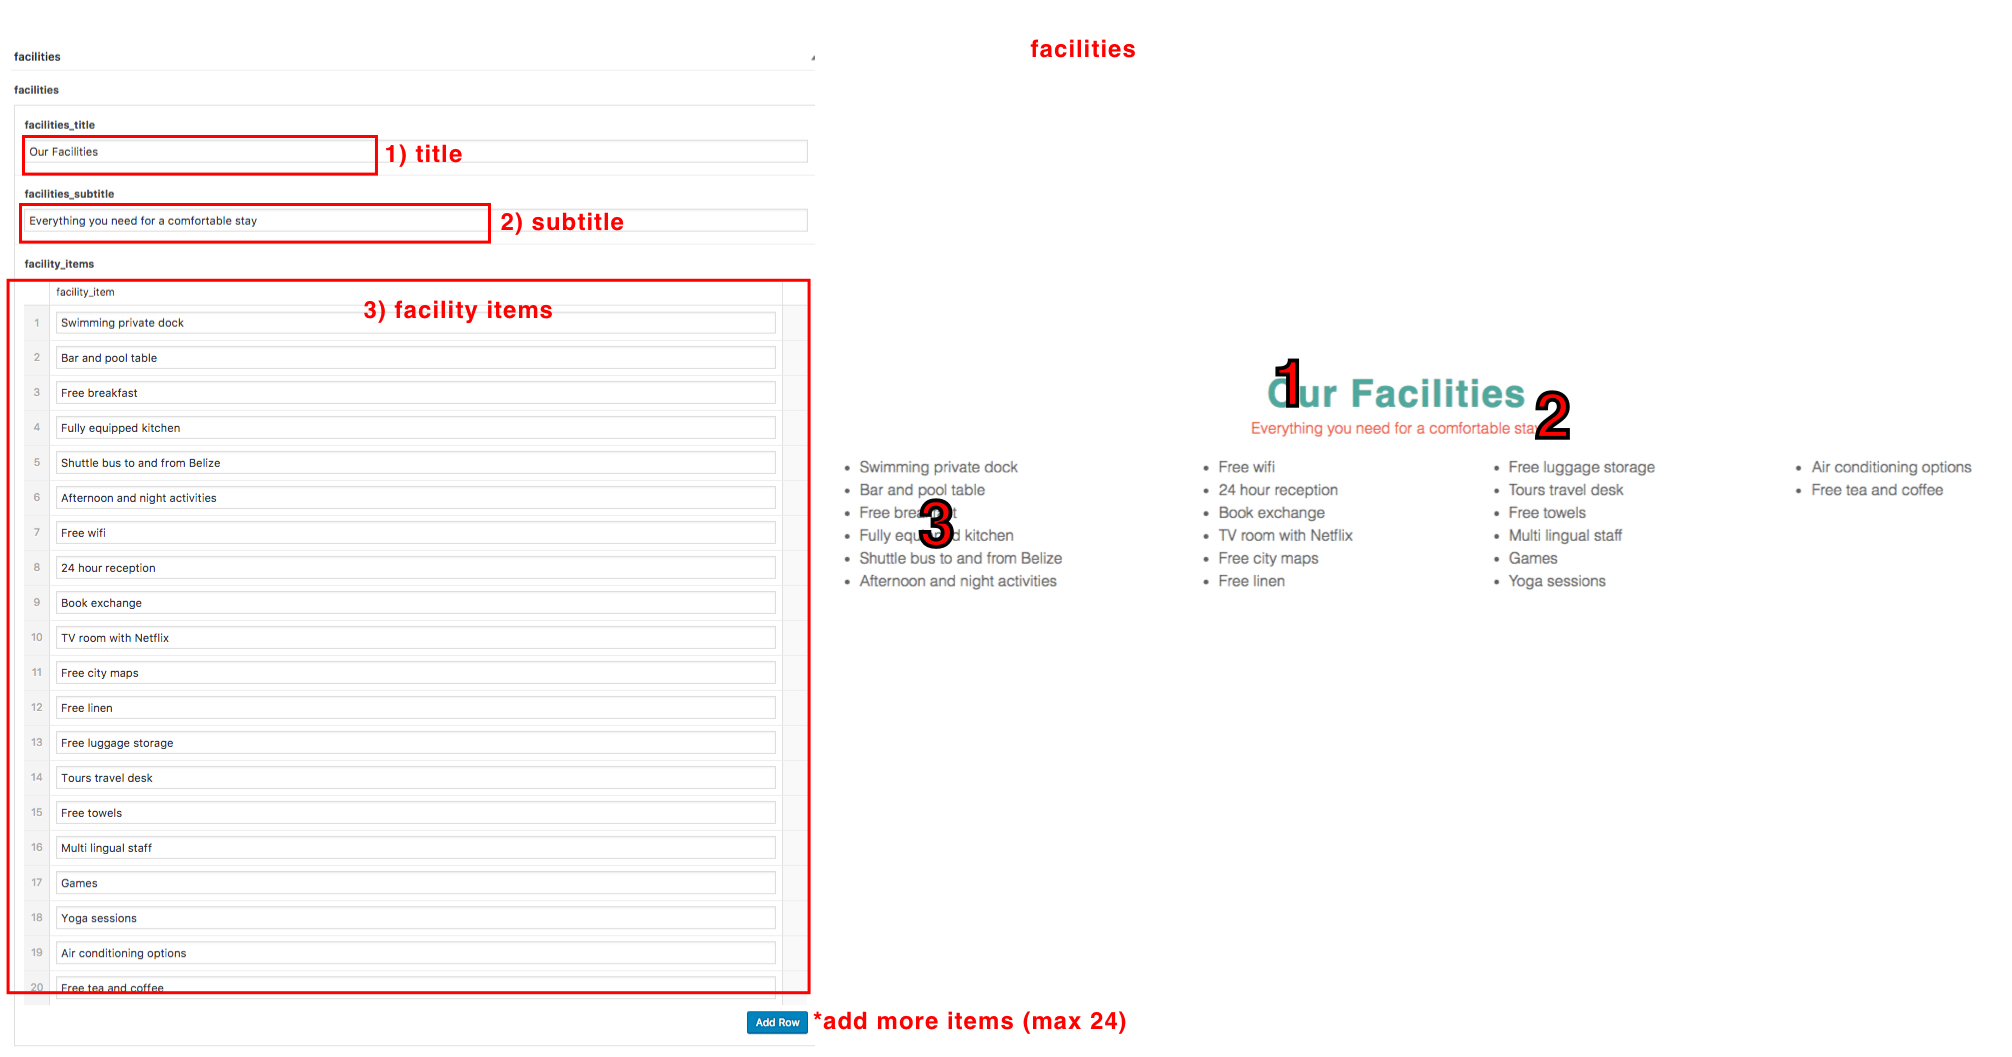 facilities
facilities
facilities
facilities_title
Our Facilities
1) title
facilities_subtitle
Everything you need for a comfortable stay
2) subtitle
facility_items
facility_item
3) facility items
1 Swimming private dock
2 Bar and pool table
3 Free breakfast
4 Fully equipped kitchen
5 Shuttle bus to and from Belize
6 Afternoon and night activities
7 Free wifi
8 24 hour reception
9 Book exchange
10 TV room with Netflix
11 Free city maps
12 Free linen
13 Free luggage storage
14 Tours travel desk
15 Free towels
16 Multi lingual staff
17 Games
18 Yoga sessions
19 Air conditioning options
20 Free tea and coffee
Add Row
*add more items (max 24)
1
Our Facilities
2
Everything you need for a comfortable stay
Swimming private dock
Bar and pool table
Free breakfast
3
Fully equipped kitchen
Shuttle bus to and from Belize
Afternoon and night activities
Free wifi
24 hour reception
Book exchange
TV room with Netflix
Free city maps
Free linen
Free luggage storage
Tours travel desk
Free towels
Multi lingual staff
Games
Yoga sessions
Air conditioning options
Free tea and coffee